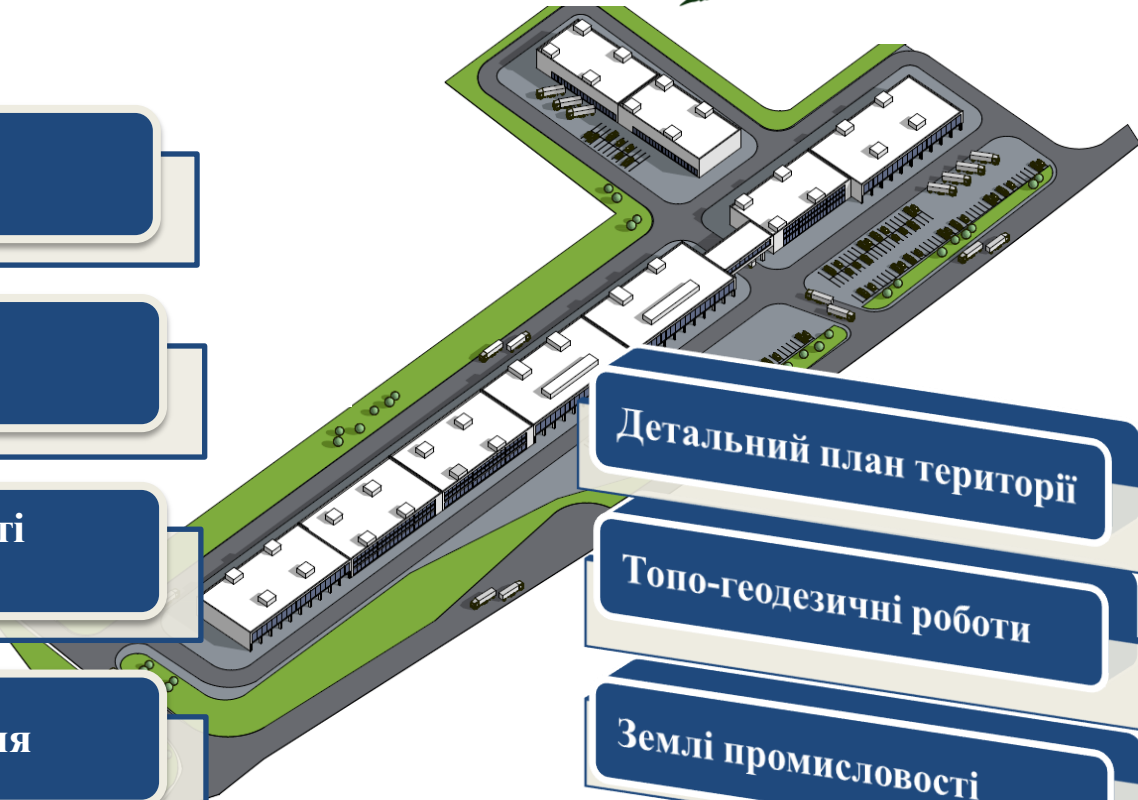 Детальний план території
Топо-геодезичні роботи
Землі промисловості